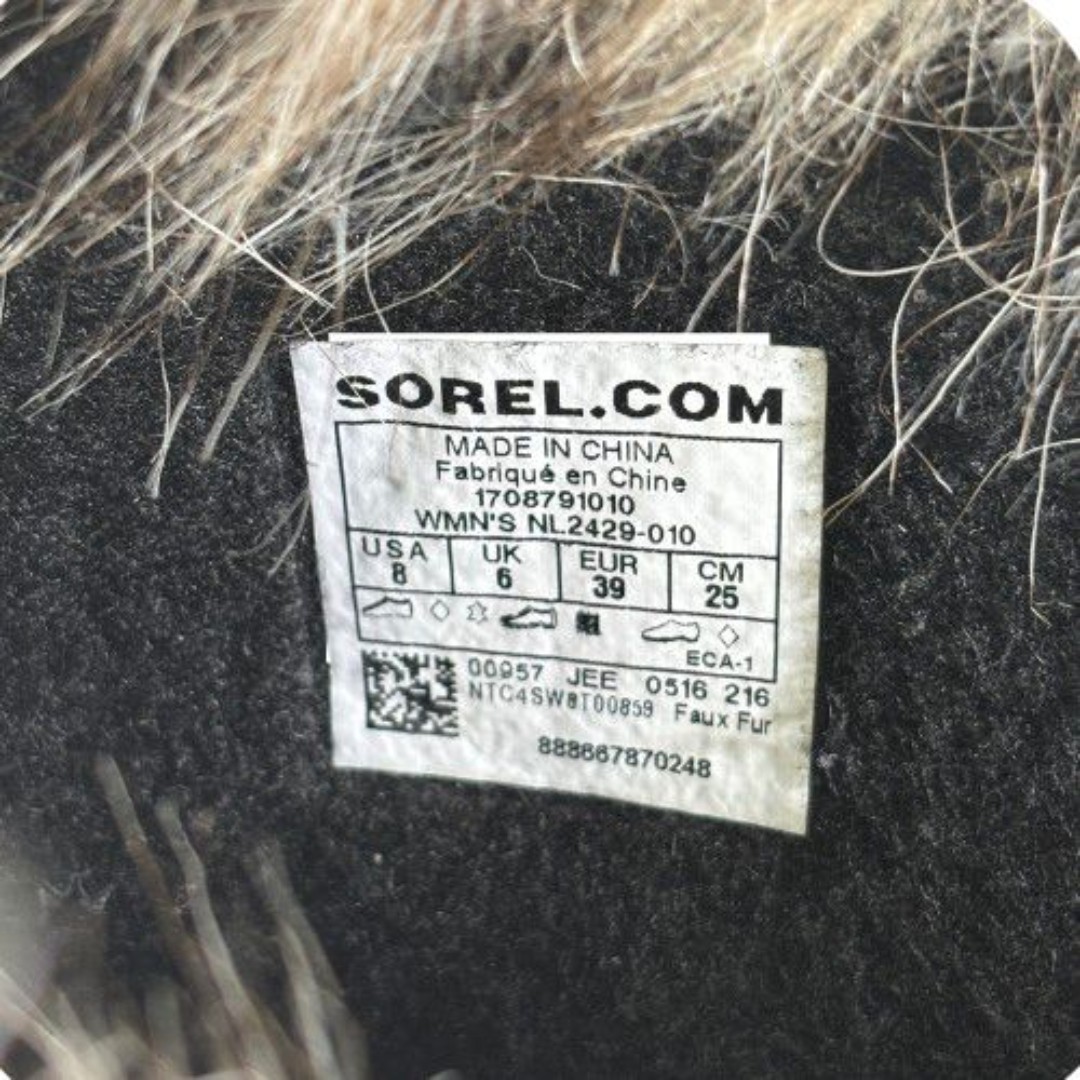 SOREL.COM
MADE IN CHINA
Fabriqué en Chine
1708791010
WMN'S NL2429-010
USA UK EUR CM
8 6 39 25
ECA-1
00957 JEE 0516 216
NTC4SW8T00859 Faux Fur
888667870248